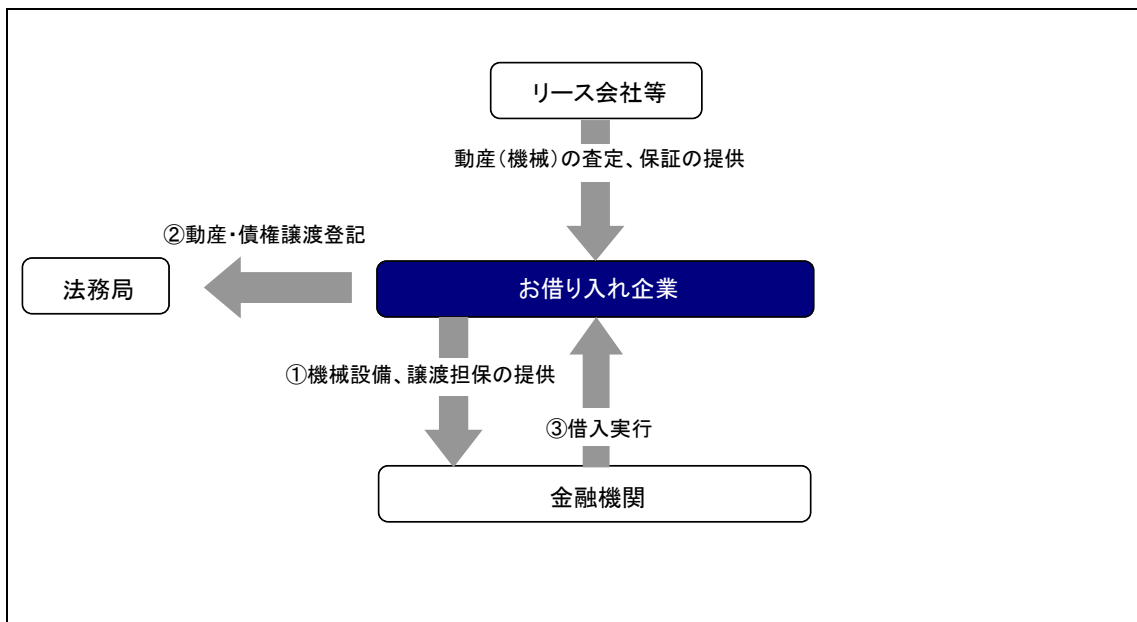 リース会社等
動産(機械)の査定、保証の提供
②動産・債権譲渡登記
法務局
お借り入れ企業
①機械設備、譲渡担保の提供
③借入実行
金融機関